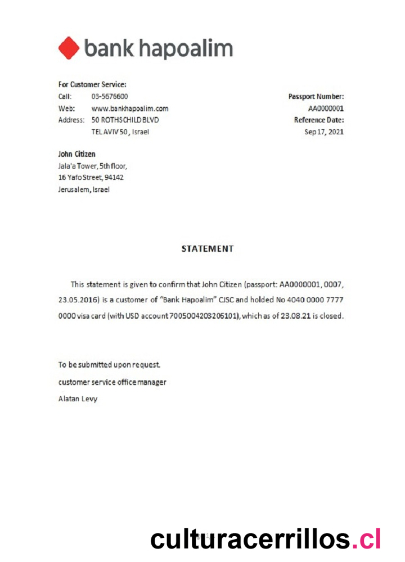 bank hapoalim
For Customer Service:
Call: 03-5676600
Web: www.bankhapoalim.com
Address: 50 ROTHSCHILD BLVD
TEL AVIV 50, Israel
Passport Number:
AA0000001
Reference Date:
Sep 17, 2021
John Citizen
Jala'a Tower, 5th floor,
16 Yafo Street, 94142
Jerusalem, Israel
STATEMENT
This statement is given to confirm that John Citizen (passport: AA0000001, 0007,
23.05.2016) is a customer of "Bank Hapoalim" CJSC and holded No 4040 0000 7777
0000 visa card (with USD account 7005004203206101), which as of 23.08.21 is closed.
To be submitted upon request.
customer service office manager
Alatan Levy
culturacerrillos.cl